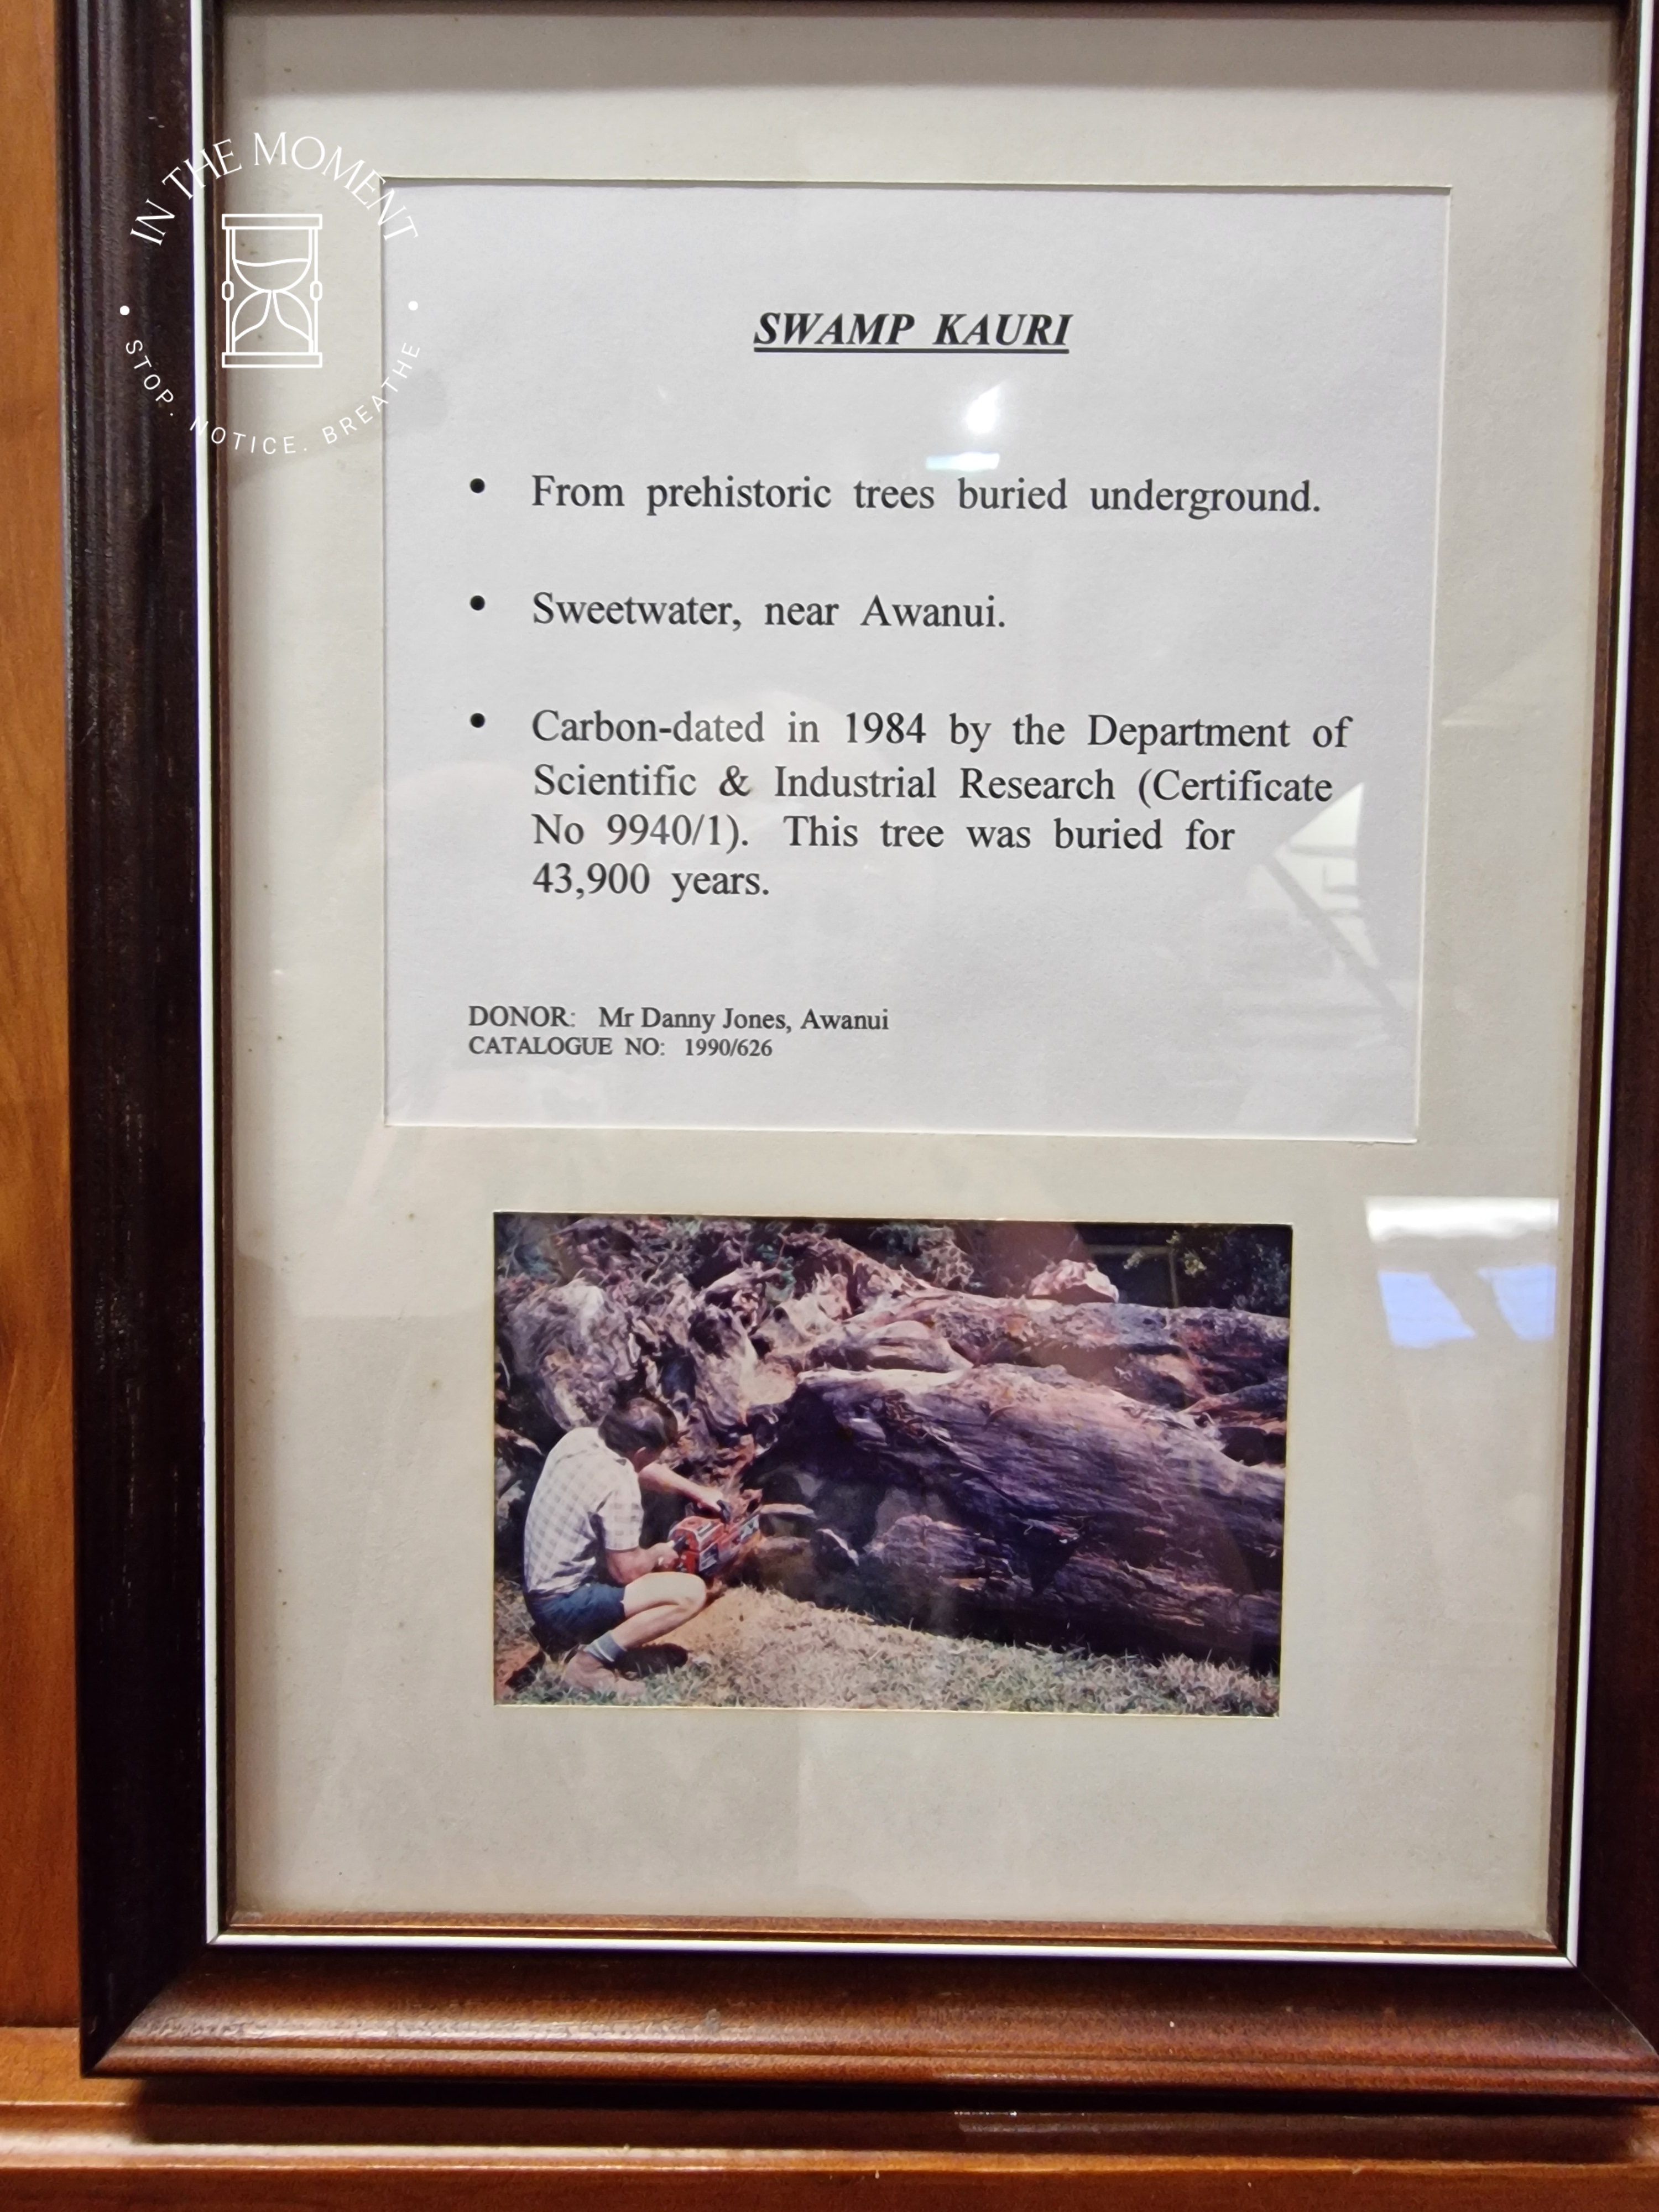 IN THE MOMENT
STOP. NOTICE. BREATHE
SWAMP KAURI
• From prehistoric trees buried underground.
• Sweetwater, near Awanui.
• Carbon-dated in 1984 by the Department of
Scientific & Industrial Research (Certificate
No 9940/1). This tree was buried for
43,900 years.
DONOR: Mr Danny Jones, Awanui
CATALOGUE NO: 1990/626